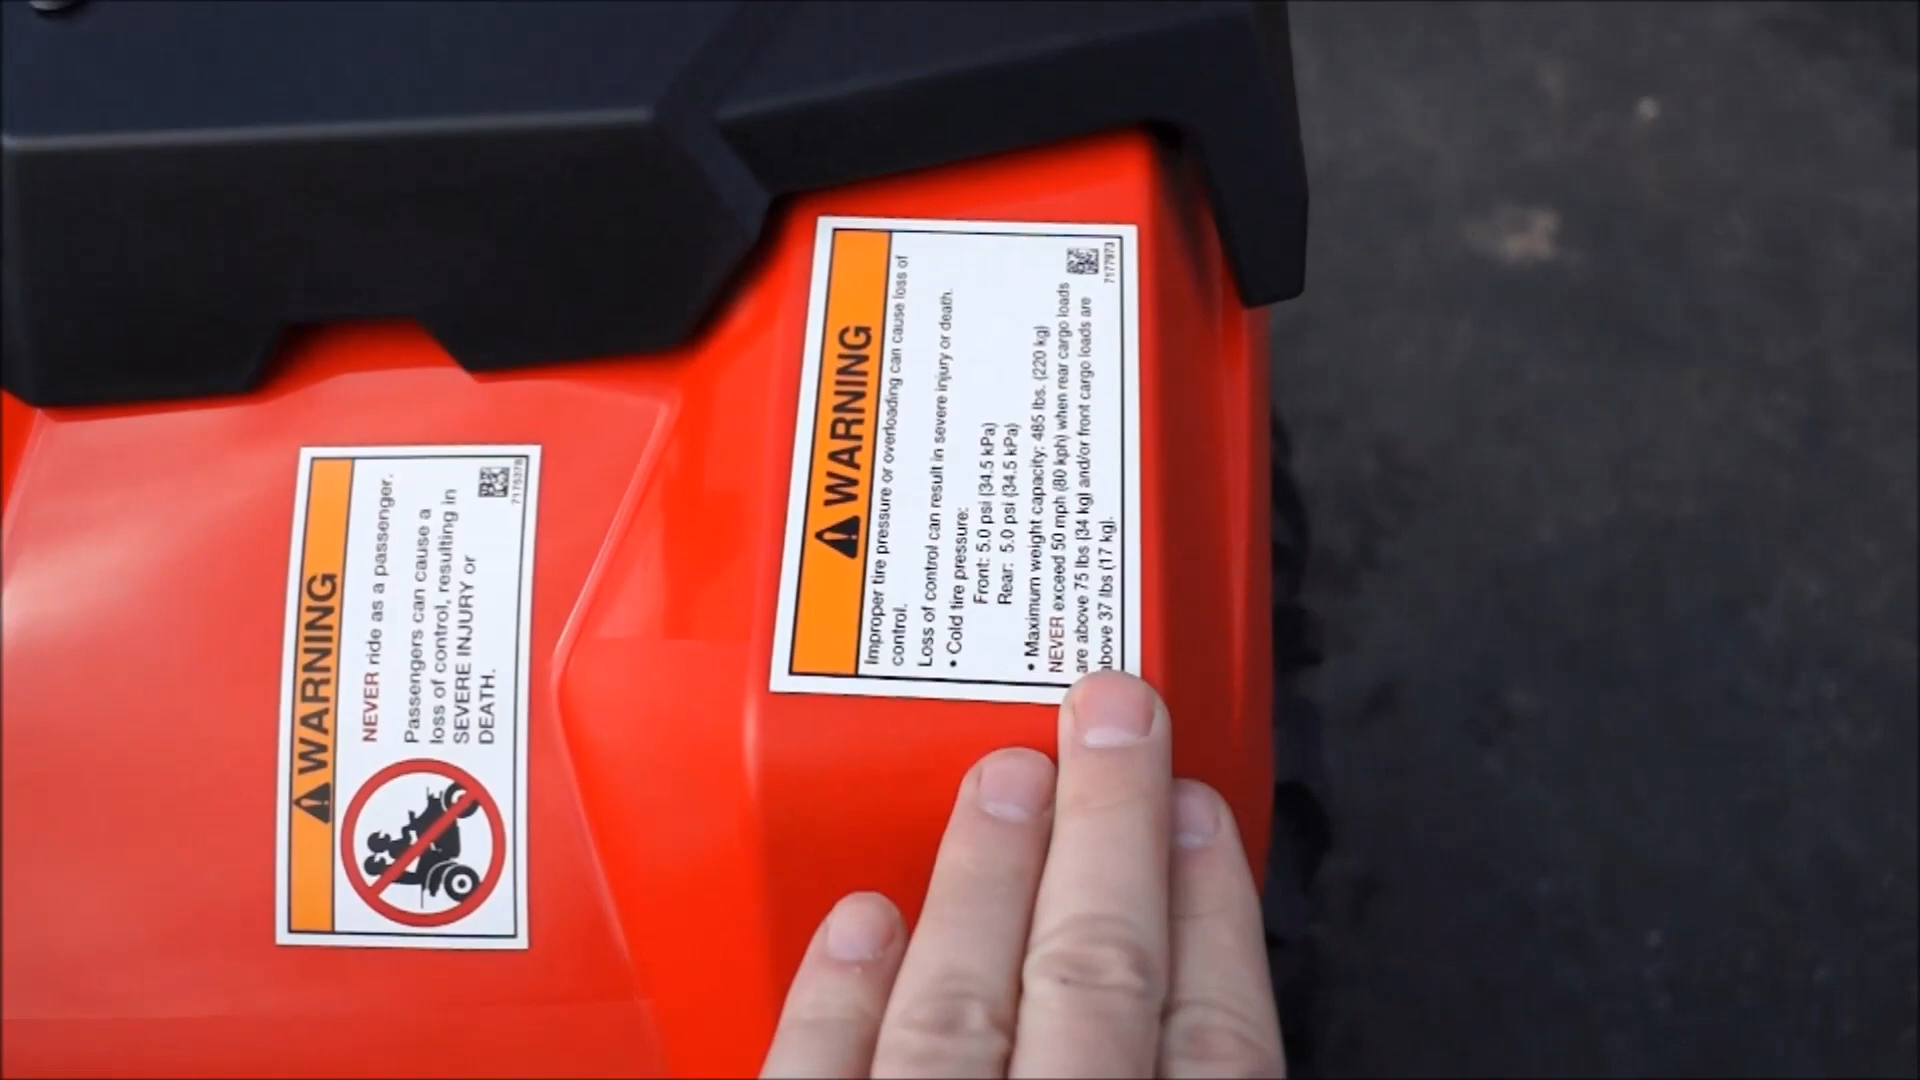 WARNING
NEVER ride as a passenger.
Passengers can cause a
loss of control, resulting in
SEVERE INJURY or
DEATH.
7175378
WARNING
Improper tire pressure or overloading can cause loss of
control.
Loss of control can result in severe injury or death.
• Cold tire pressure:
Front: 5.0 psi (34.5 kPa)
Rear: 5.0 psi (34.5 kPa)
• Maximum weight capacity: 485 lbs. (220 kg)
NEVER exceed 50 mph (80 kph) when rear cargo loads
are above 75 lbs (34 kg) and/or front cargo loads are
above 37 lbs (17 kg).
7177973